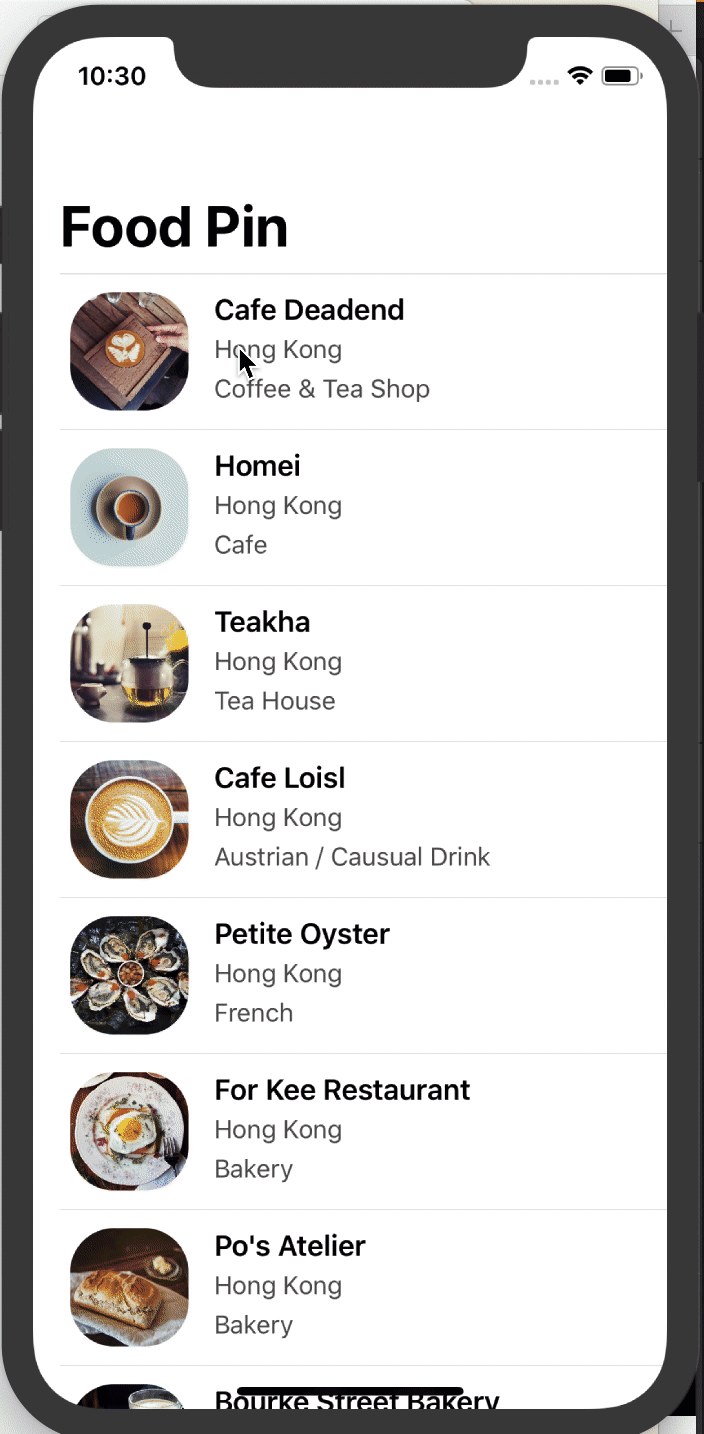 10:30
Food Pin
Cafe Deadend
Hong Kong
Coffee & Tea Shop
Homei
Hong Kong
Cafe
Teakha
Hong Kong
Tea House
Cafe Loisl
Hong Kong
Austrian / Causual Drink
Petite Oyster
Hong Kong
French
For Kee Restaurant
Hong Kong
Bakery
Po's Atelier
Hong Kong
Bakery
Bourke Street Bakery